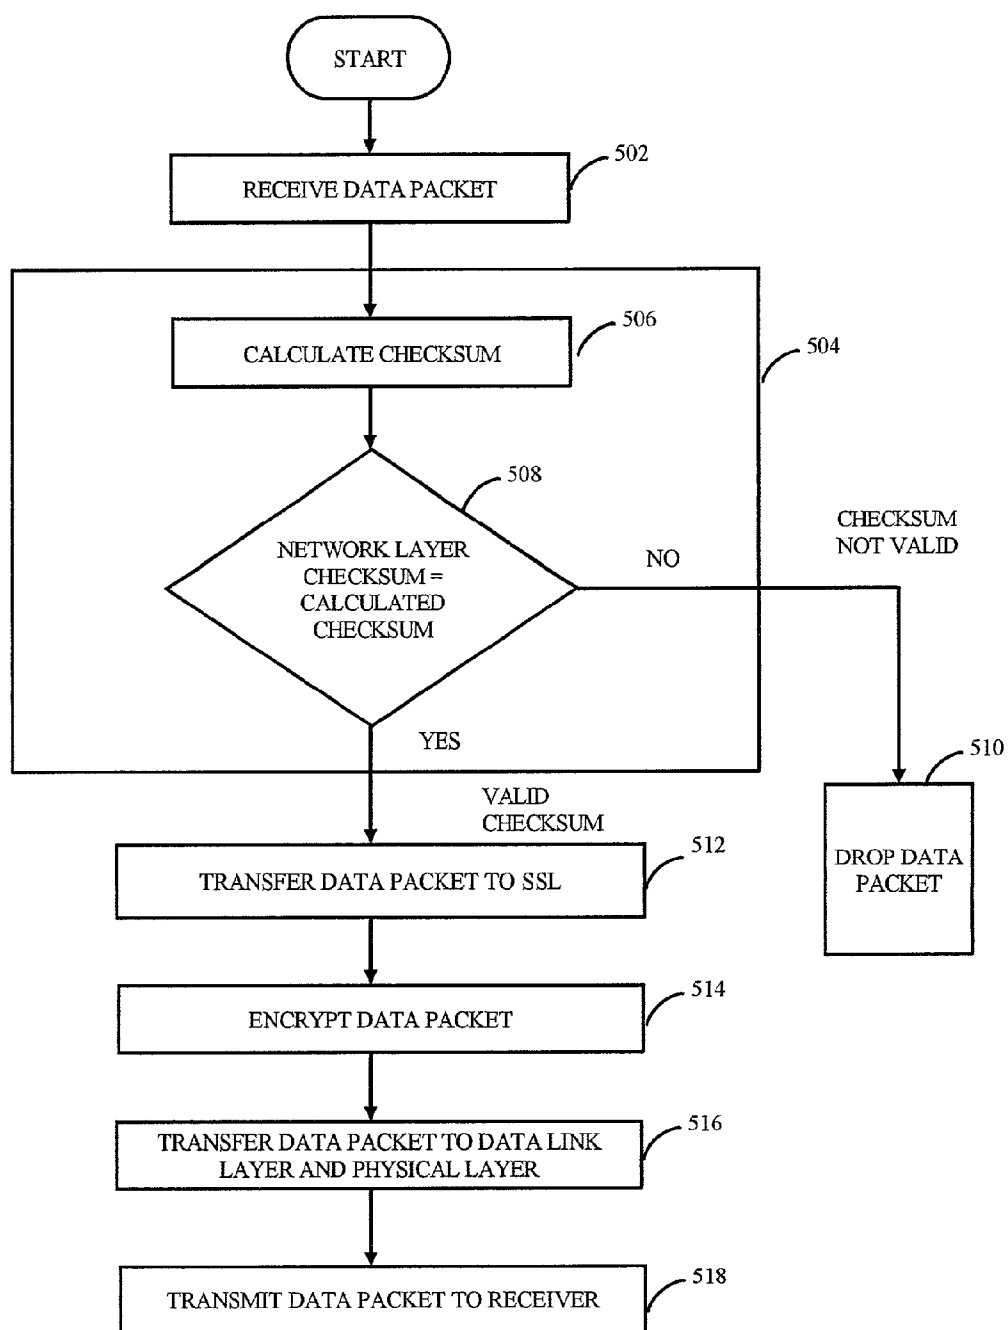 START
502
RECEIVE DATA PACKET
506
CALCULATE CHECKSUM
504
508
CHECKSUM
NOT VALID
NETWORK LAYER
CHECKSUM =
CALCULATED
CHECKSUM
NO
YES
510
VALID
CHECKSUM
DROP DATA
PACKET
512
TRANSFER DATA PACKET TO SSL
514
ENCRYPT DATA PACKET
516
TRANSFER DATA PACKET TO DATA LINK
LAYER AND PHYSICAL LAYER
518
TRANSMIT DATA PACKET TO RECEIVER